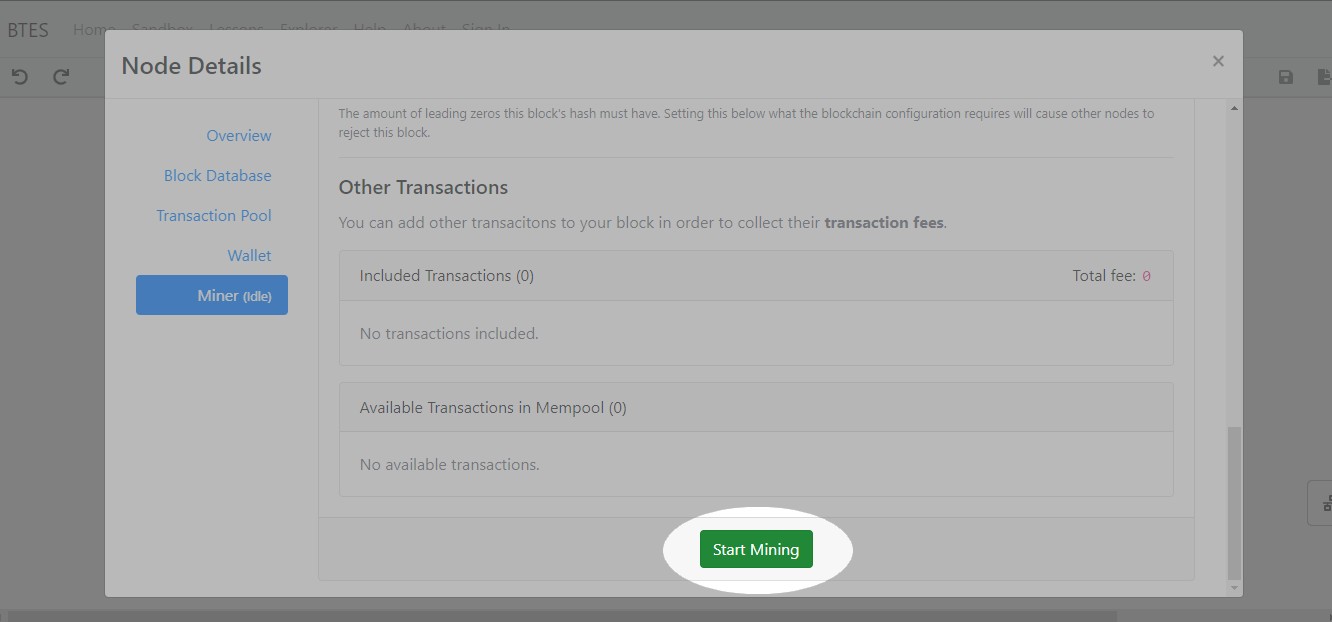 BTES Home Sandbox Lessons Explorer Help About Sign In
Node Details ×
Overview
Block Database
Transaction Pool
Wallet
Miner (Idle)
The amount of leading zeros this block's hash must have. Setting this below what the blockchain configuration requires will cause other nodes to
reject this block.
Other Transactions
You can add other transacitons to your block in order to collect their transaction fees.
Included Transactions (0) Total fee: 0
No transactions included.
Available Transactions in Mempool (0)
No available transactions.
Start Mining